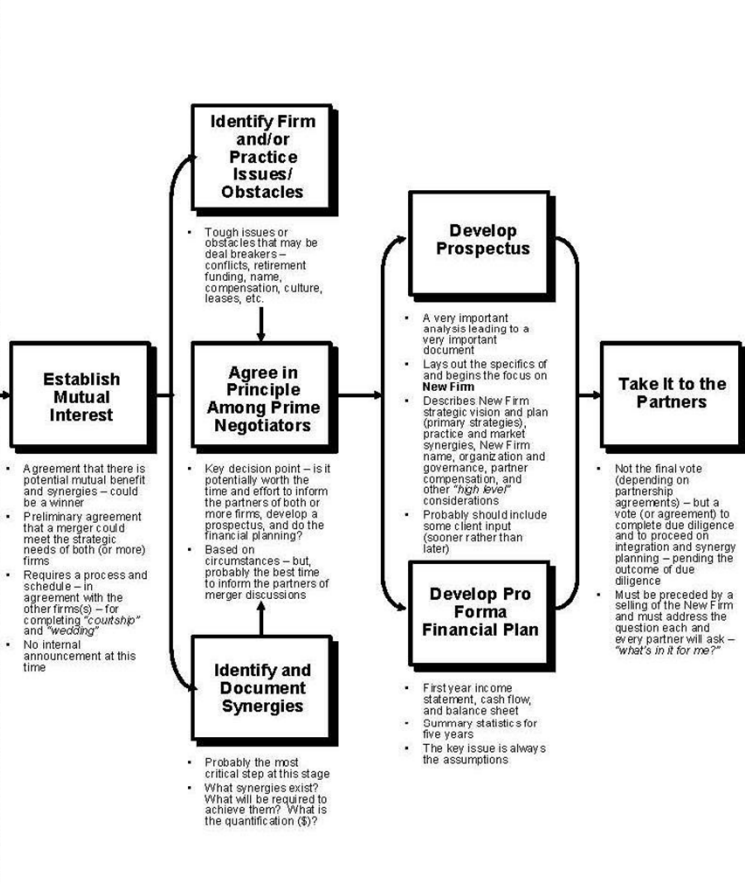 Identify Firm
and/or
Practice
Issues/
Obstacles
• Tough issues or
obstacles that may be
deal breakers –
conflicts, retirement
funding, name,
compensation, culture,
leases, etc.
Establish
Mutual
Interest
• Agreement that there is
potential mutual benefit
and synergies – could
be a winner
• Preliminary agreement
that a merger could
meet the strategic
needs of both (or more)
firms
• Requires a process and
schedule – in
agreement with the
other firms(s) – for
completing "courtship"
and "wedding"
• No internal
announcement at this
time
Agree in
Principle
Among Prime
Negotiators
• Key decision point – is it
potentially worth the
time and effort to inform
the partners of both or
more firms, develop a
prospectus, and do the
financial planning?
• Based on
circumstances – but,
probably the best time
to inform the partners of
merger discussions
Identify and
Document
Synergies
• Probably the most
critical step at this stage
• What synergies exist?
What will be required to
achieve them? What is
the quantification ($)?
Develop
Prospectus
• A very important
analysis leading to a
very important
document
• Lays out the specifics of
and begins the focus on
New Firm
• Describes New Firm
strategic vision and plan
(primary strategies),
practice and market
synergies, New Firm
name, organization and
governance, partner
compensation, and
other "high level"
considerations
• Probably should include
some client input
(sooner rather than
later)
Develop Pro
Forma
Financial Plan
• First year income
statement, cash flow,
and balance sheet
• Summary statistics for
five years
• The key issue is always
the assumptions
Take It to the
Partners
• Not the final vote
(depending on
partnership
agreements) – but a
vote (or agreement) to
complete due diligence
and to proceed on
integration and synergy
planning – pending the
outcome of due
diligence
• Must be preceded by a
selling of the New Firm
and must address the
question each and
every partner will ask –
"what's in it for me?"